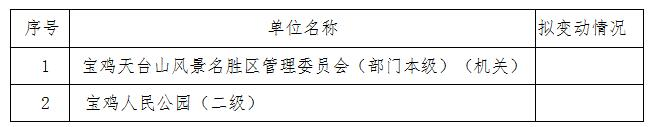 序号 单位名称 拟变动情况
1 宝鸡天台山风景名胜区管理委员会（部门本级）（机关）
2 宝鸡人民公园（二级）